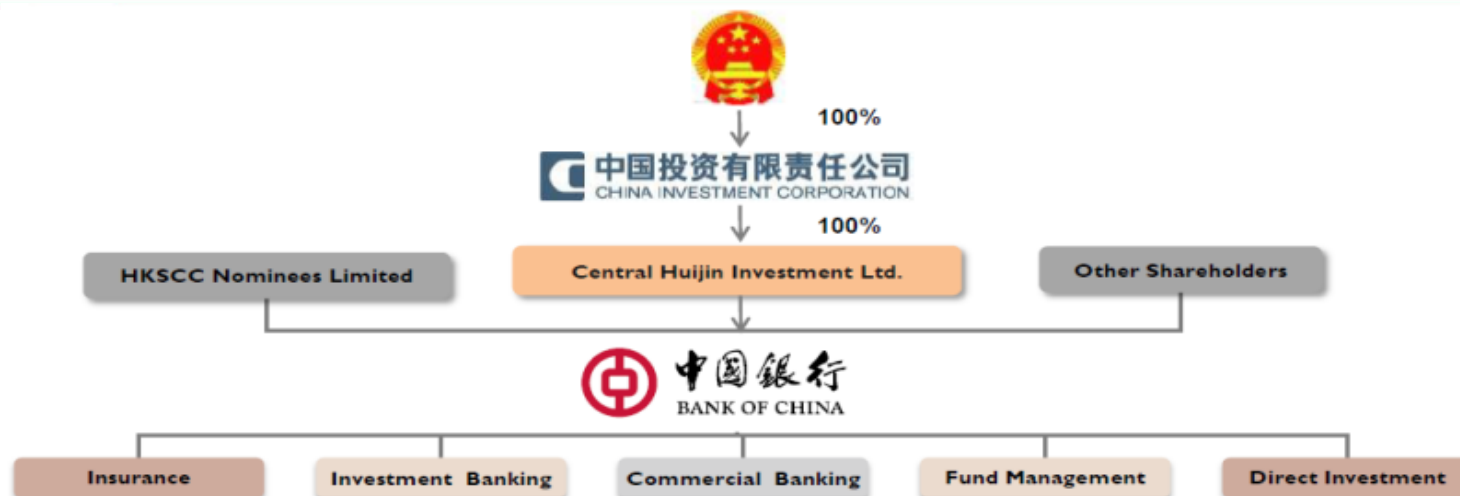 100%
中国投资有限责任公司
CHINA INVESTMENT CORPORATION
100%
HKSCC Nominees Limited
Central Huijin Investment Ltd.
Other Shareholders
中國銀行
BANK OF CHINA
Insurance
Investment Banking
Commercial Banking
Fund Management
Direct Investment